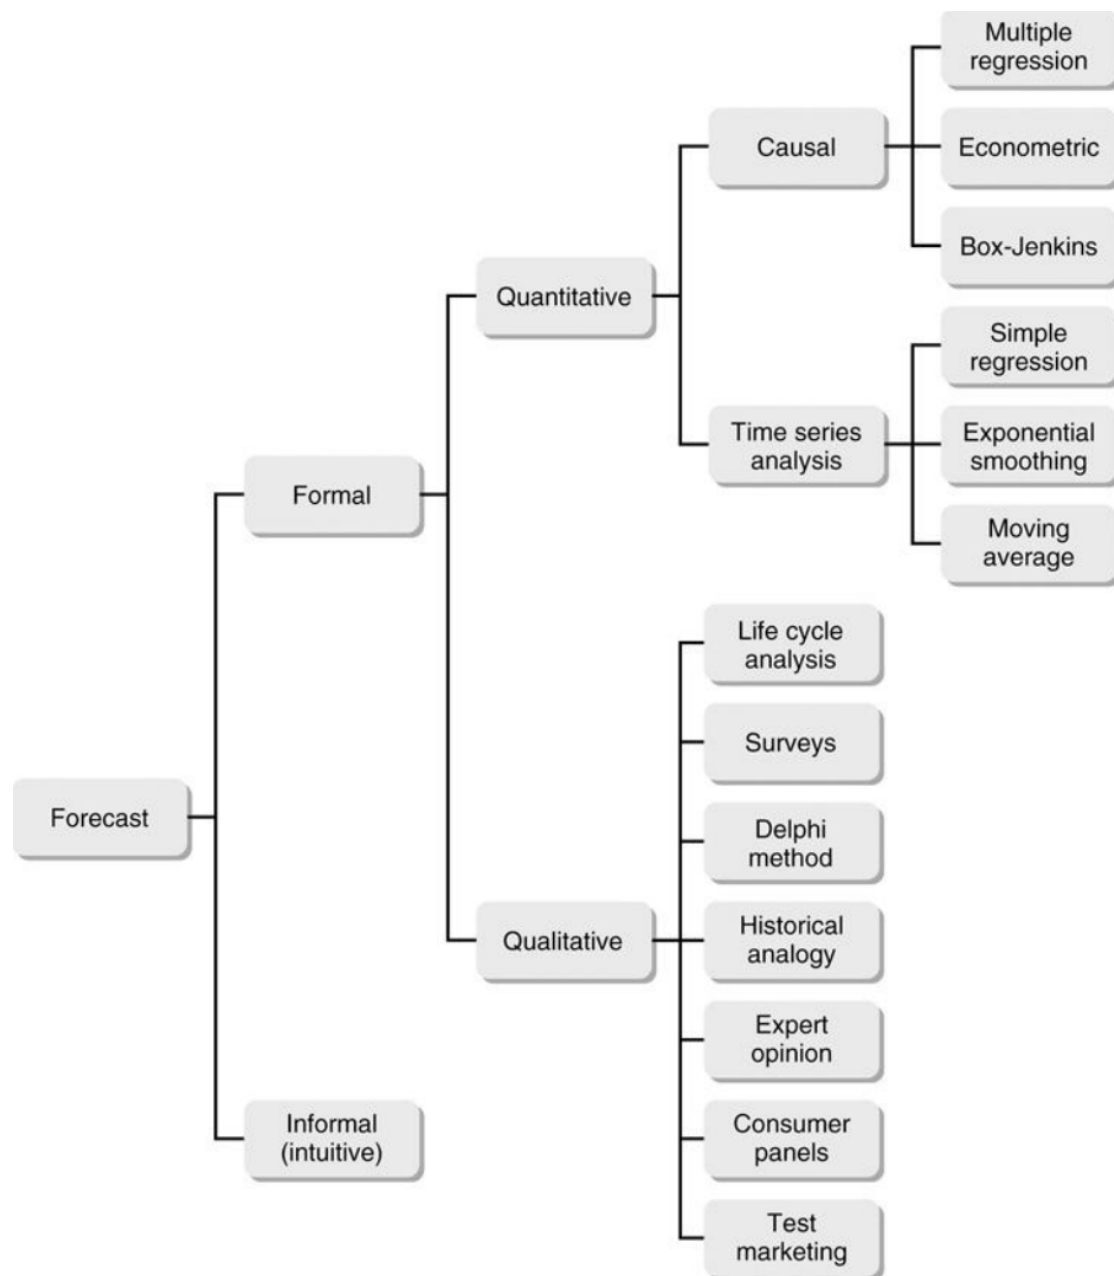 Multiple
regression
Causal
Econometric
Box-Jenkins
Quantitative
Simple
regression
Time series
analysis
Exponential
smoothing
Formal
Moving
average
Life cycle
analysis
Surveys
Forecast
Delphi
method
Qualitative
Historical
analogy
Expert
opinion
Informal
(intuitive)
Consumer
panels
Test
marketing